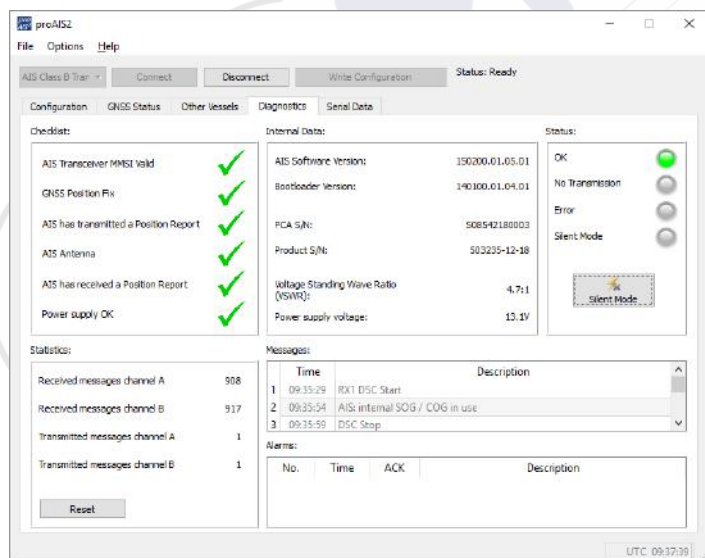 proAIS2
File Options Help
AIS Class B Tran Connect Disconnect Write Configuration Status: Ready
Configuration GNSS Status Other Vessels Diagnostics Serial Data
Checklist:
AIS Transceiver MMSI Valid
GNSS Position Fix
AIS has transmitted a Position Report
AIS Antenna
AIS has received a Position Report
Power supply OK
Internal Data:
AIS Software Version: 150200.01.05.01
Bootloader Version: 140100.01.04.01
PCA S/N: 508542180003
Product S/N: 503235-12-18
Voltage Standing Wave Ratio
(VSWR): 4.7:1
Power supply voltage: 13.1V
Status:
OK
No Transmission
Error
Silent Mode
Silent Mode
Statistics:
Received messages channel A 908
Received messages channel B 917
Transmitted messages channel A 1
Transmitted messages channel B 1
Reset
Messages:
Time Description
1 09:35:29 RX1 DSC Start
2 09:35:54 AIS: internal SOG / COG in use
3 09:35:59 DSC Stop
Alarms:
No. Time ACK Description
UTC 09:37:39